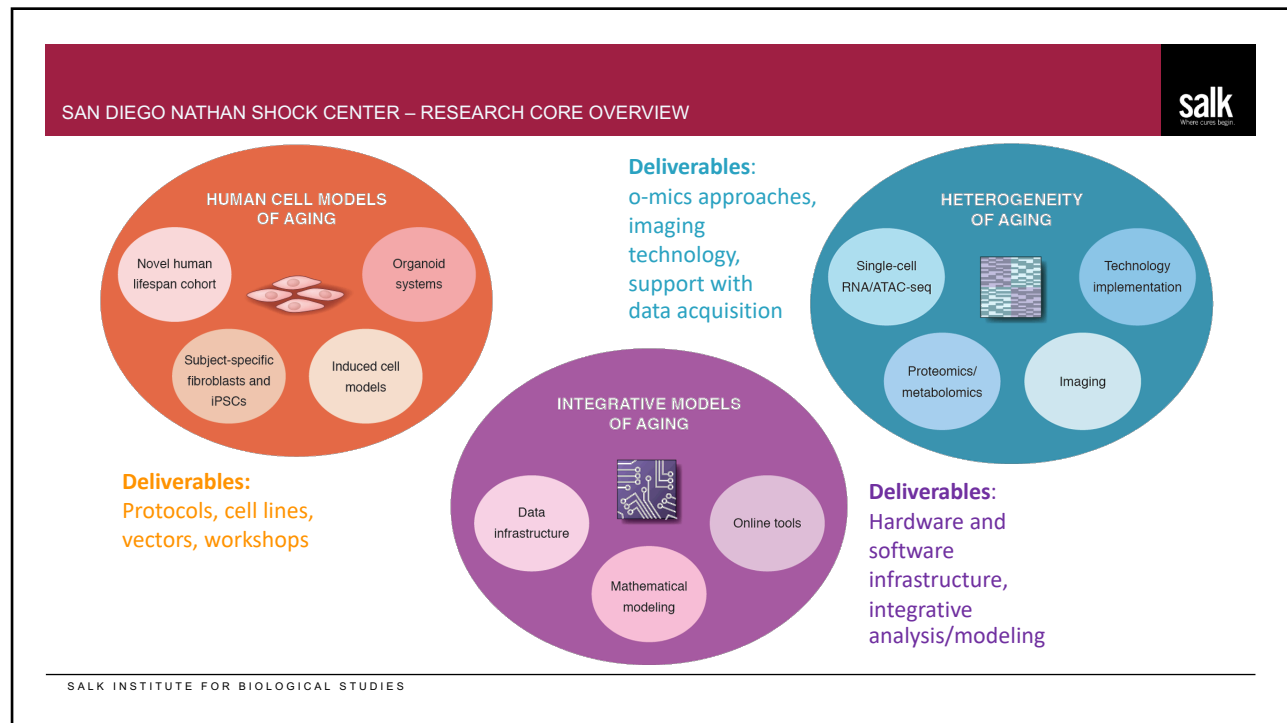 SAN DIEGO NATHAN SHOCK CENTER – RESEARCH CORE OVERVIEW
salk
Where cures begin.
HUMAN CELL MODELS
OF AGING
Novel human
lifespan cohort
Organoid
systems
Subject-specific
fibroblasts and
iPSCs
Induced cell
models
Deliverables:
Protocols, cell lines,
vectors, workshops
Deliverables:
o-mics approaches,
imaging
technology,
support with
data acquisition
HETEROGENEITY
OF AGING
Single-cell
RNA/ATAC-seq
Technology
implementation
Proteomics/
metabolomics
Imaging
INTEGRATIVE MODELS
OF AGING
Data
infrastructure
Online tools
Mathematical
modeling
Deliverables:
Hardware and
software
infrastructure,
integrative
analysis/modeling
SALK INSTITUTE FOR BIOLOGICAL STUDIES